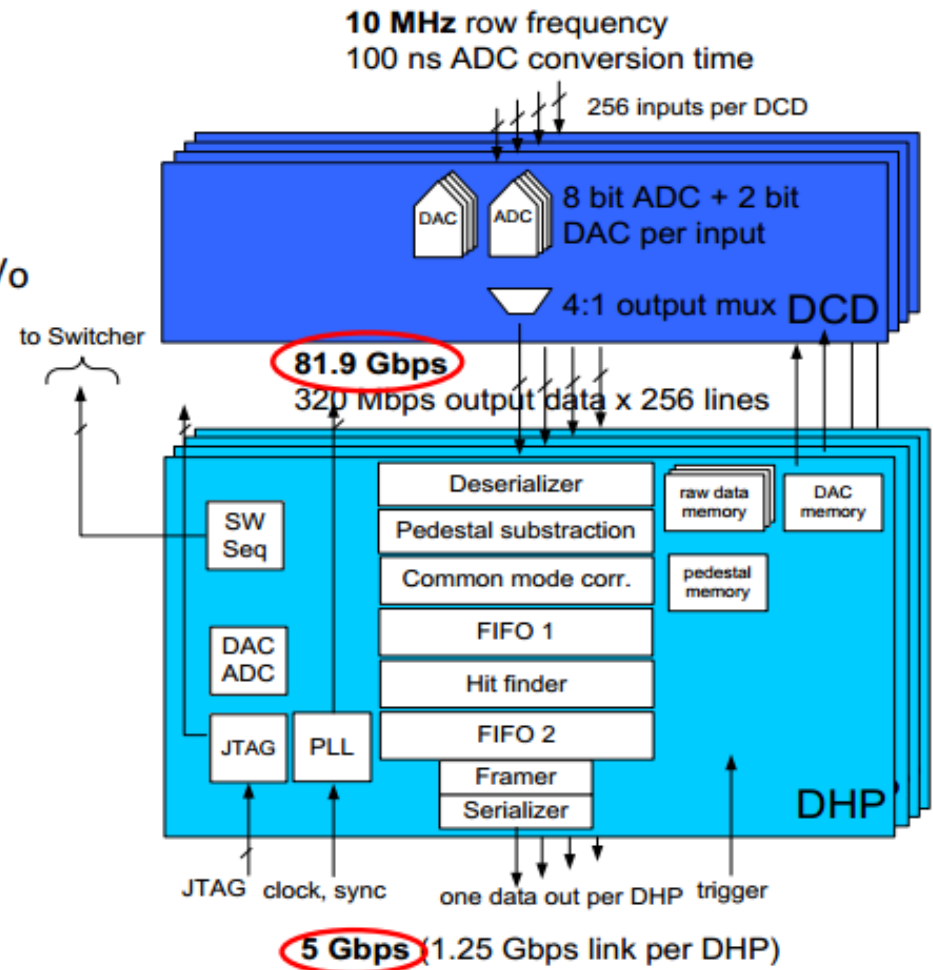 10 MHz row frequency
100 ns ADC conversion time
256 inputs per DCD
DAC
ADC
8 bit ADC + 2 bit
DAC per input
/o
to Switcher
4:1 output mux
DCD
81.9 Gbps
320 Mbps output data x 256 lines
Deserializer
raw data
memory
DAC
memory
SW
Seq
Pedestal substraction
Common mode corr.
pedestal
memory
FIFO 1
DAC
ADC
Hit finder
JTAG
PLL
FIFO 2
Framer
Serializer
DHP
JTAG
clock, sync
one data out per DHP
trigger
5 Gbps (1.25 Gbps link per DHP)